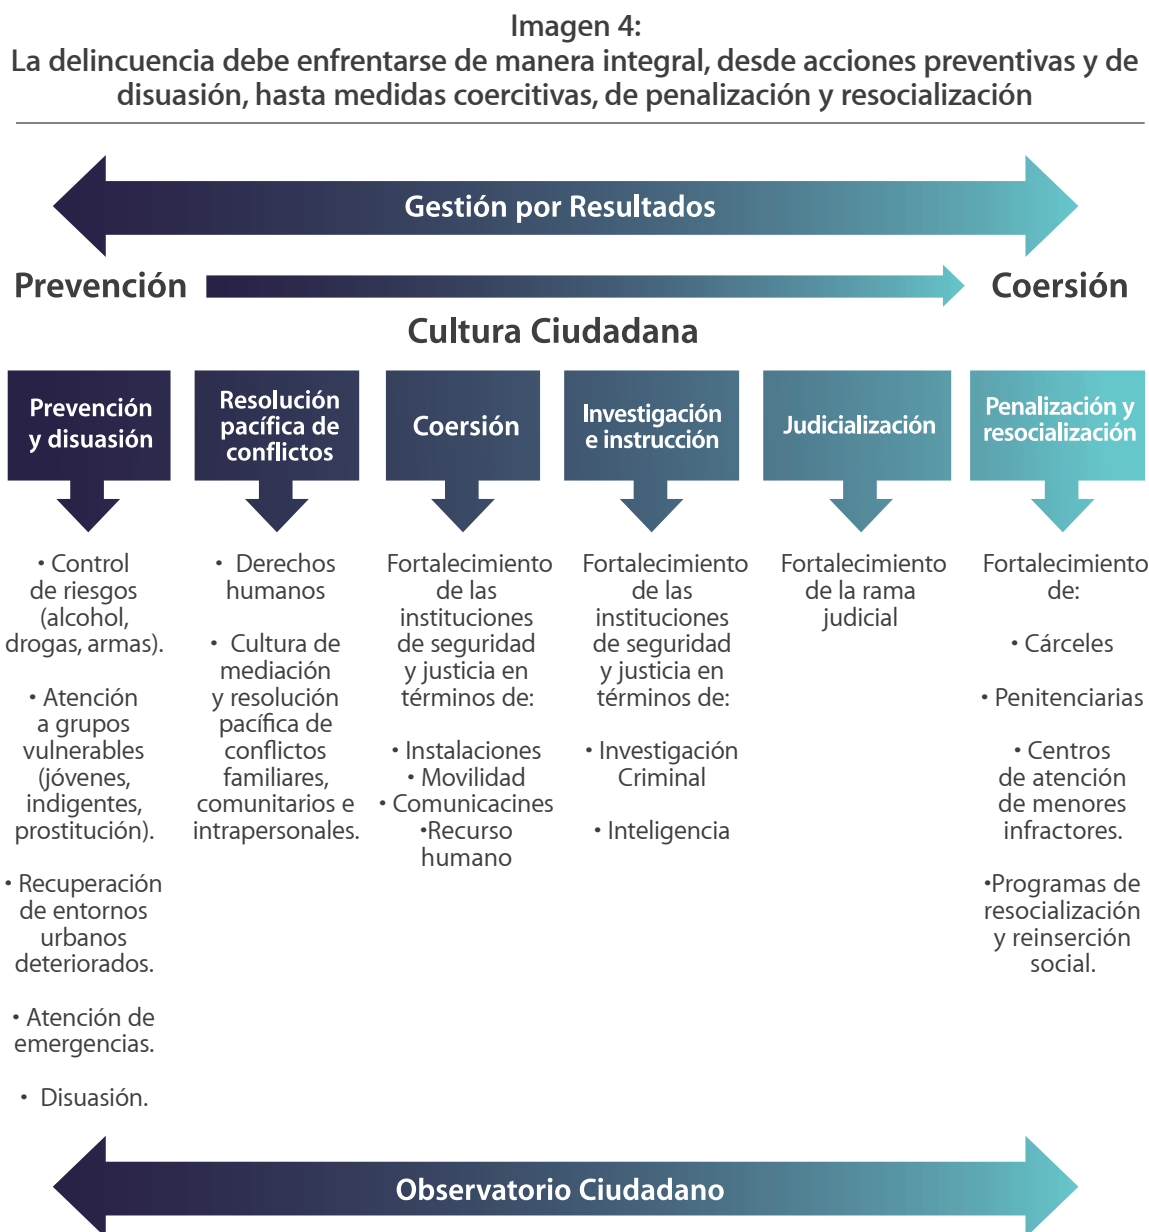 Imagen 4:
La delincuencia debe enfrentarse de manera integral, desde acciones preventivas y de
disuasión, hasta medidas coercitivas, de penalización y resocialización
Gestión por Resultados
Prevención
Coersión
Cultura Ciudadana
Prevención
y disuasión
• Control
de riesgos
(alcohol,
drogas, armas).
• Atención
a grupos
vulnerables
(jóvenes,
indigentes,
prostitución).
• Recuperación
de entornos
urbanos
deteriorados.
• Atención de
emergencias.
• Disuasión.
Resolución
pacífica de
conflictos
• Derechos
humanos
• Cultura de
mediación
y resolución
pacífica de
conflictos
familiares,
comunitarios e
intrapersonales.
Coersión
Fortalecimiento
de las
instituciones
de seguridad
y justicia en
términos de:
• Instalaciones
• Movilidad
• Comunicacines
•Recurso
humano
Investigación
e instrucción
Fortalecimiento
de las
instituciones
de seguridad
y justicia en
términos de:
• Investigación
Criminal
• Inteligencia
Judicialización
Fortalecimiento
de la rama
judicial
Penalización y
resocialización
Fortalecimiento
de:
• Cárceles
• Penitenciarias
• Centros
de atención
de menores
infractores.
•Programas de
resocialización
y reinserción
social.
Observatorio Ciudadano